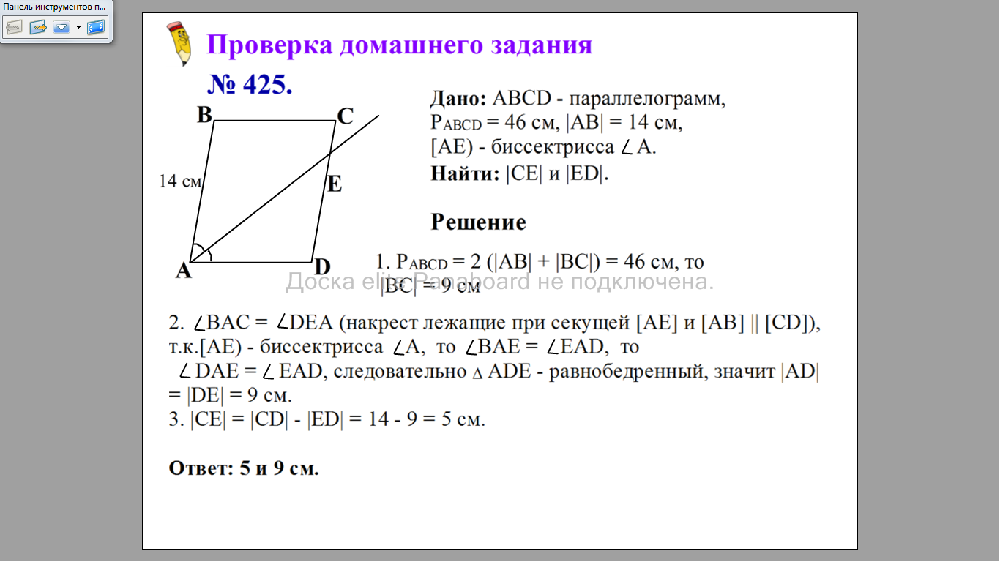 Панель инструментов п...
Проверка домашнего задания
№ 425.
B
C
14 см
E
A
D
Дано: ABCD - параллелограмм,
PABCD = 46 см, |AB| = 14 см,
[AE) - биссектрисса ∠ A.
Найти: |CE| и |ED|.
Решение
1. PABCD = 2 (|AB| + |BC|) = 46 см, то
|BC| = 9 см
Доска elite Panaboard не подключена.
2. ∠BAC = ∠DEA (накрест лежащие при секущей [AE] и [AB] || [CD]),
т.к.[AE) - биссектрисса ∠A, то ∠BAE = ∠EAD, то
∠ DAE = ∠ EAD, следовательно Δ ADE - равнобедренный, значит |AD|
= |DE| = 9 см.
3. |CE| = |CD| - |ED| = 14 - 9 = 5 см.
Ответ: 5 и 9 см.